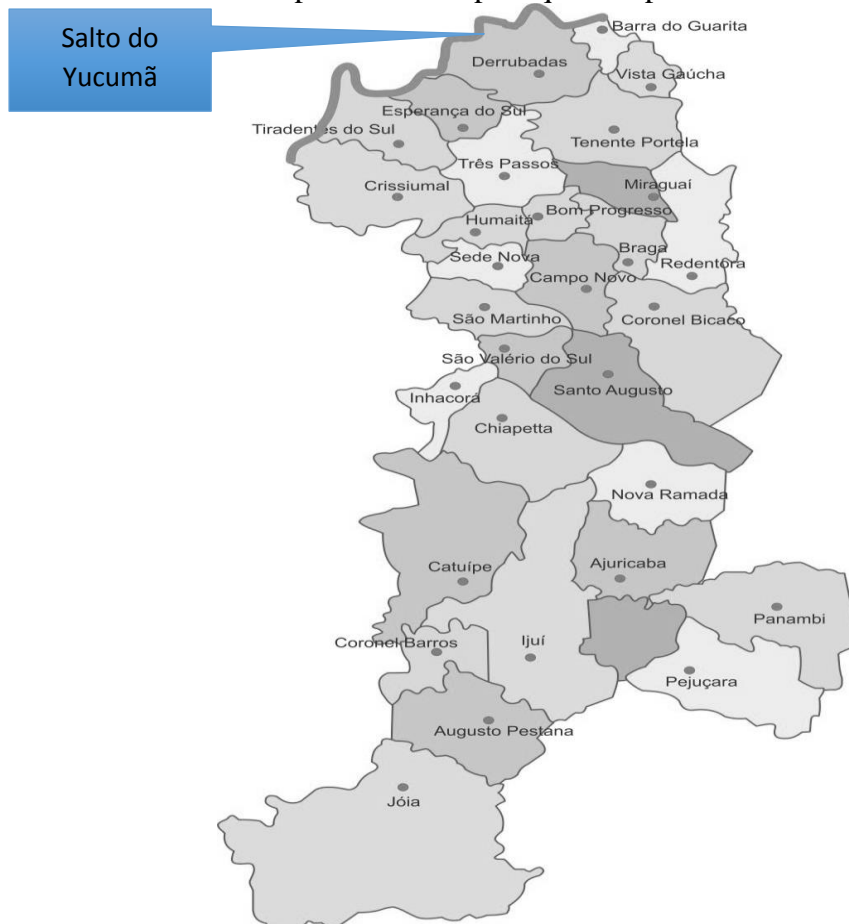 Salto do
Yucumã
Barra do Guarita
Derrubadas
Vista Gaúcha
Esperança do Sul
Tiradentes do Sul
Tenente Portela
Três Passos
Crissiumal
Miraguaí
Bom Progresso
Humaitá
Braga
Sede Nova
Redentora
Campo Novo
São Martinho
Coronel Bicaco
São Valério do Sul
Santo Augusto
Inhacorá
Chiapetta
Nova Ramada
Catuípe
Ajuricaba
Panambi
Coronel Barros
Ijuí
Pejuçara
Augusto Pestana
Jóia